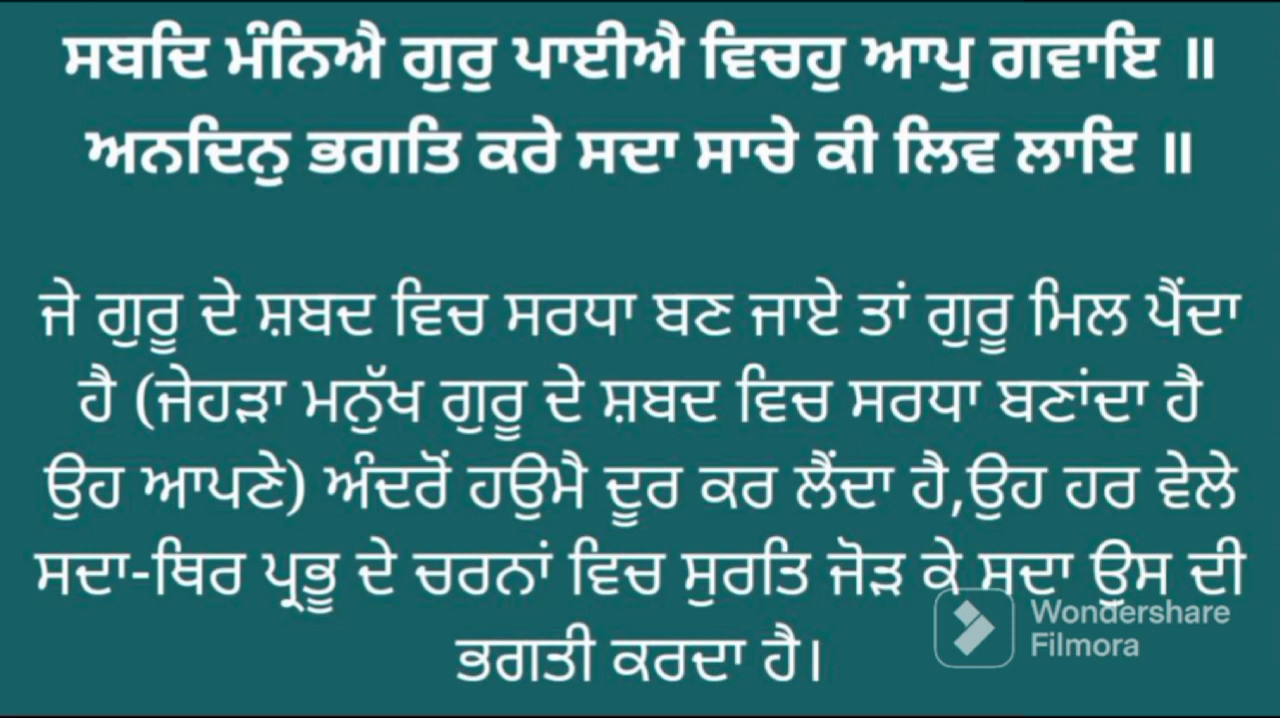 ਸਬਦਿ ਮੰਨਿਐ ਗੁਰੁ ਪਾਈਐ ਵਿਚਹੁ ਆਪੁ ਗਵਾਇ ॥
ਅਨਦਿਨੁ ਭਗਤਿ ਕਰੇ ਸਦਾ ਸਾਚੇ ਕੀ ਲਿਵ ਲਾਇ ॥
ਜੇ ਗੁਰੂ ਦੇ ਸ਼ਬਦ ਵਿਚ ਸਰਧਾ ਬਣ ਜਾਏ ਤਾਂ ਗੁਰੂ ਮਿਲ ਪੈਂਦਾ
ਹੈ (ਜੇਹੜਾ ਮਨੁੱਖ ਗੁਰੂ ਦੇ ਸ਼ਬਦ ਵਿਚ ਸਰਧਾ ਬਣਾਂਦਾ ਹੈ
ਉਹ ਆਪਣੇ) ਅੰਦਰੋਂ ਹਉਮੈ ਦੂਰ ਕਰ ਲੈਂਦਾ ਹੈ,ਉਹ ਹਰ ਵੇਲੇ
ਸਦਾ-ਥਿਰ ਪ੍ਰਭੂ ਦੇ ਚਰਨਾਂ ਵਿਚ ਸੁਰਤਿ ਜੋੜ ਕੇ ਸਦਾ ਉਸ ਦੀ
ਭਗਤੀ ਕਰਦਾ ਹੈ।
Wondershare
Filmora